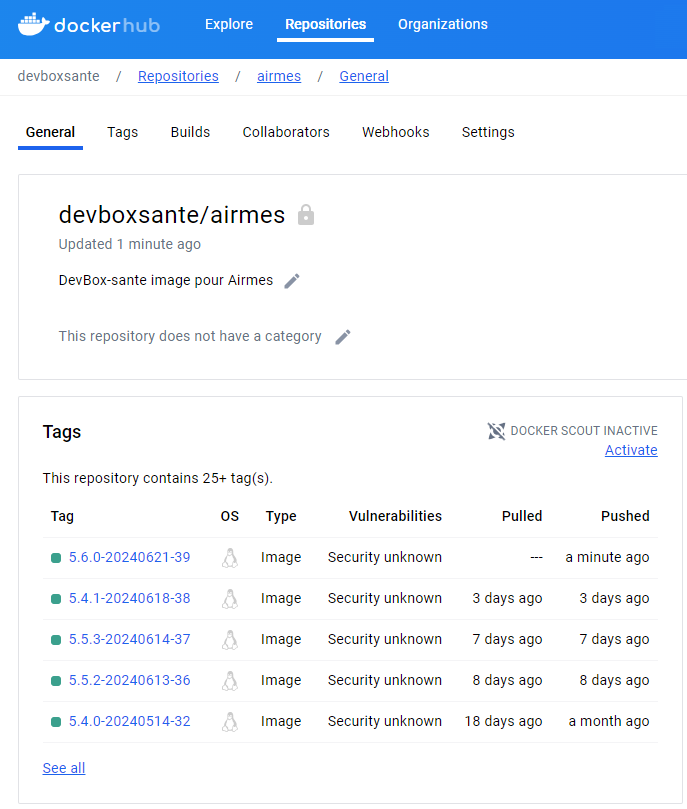 dockerhub Explore Repositories Organizations
devboxsante / Repositories / airmes / General
General Tags Builds Collaborators Webhooks Settings
devboxsante/airmes
Updated 1 minute ago
DevBox-sante image pour Airmes
This repository does not have a category
Tags DOCKER SCOUT INACTIVE
Activate
This repository contains 25+ tag(s).
Tag OS Type Vulnerabilities Pulled Pushed
5.6.0-20240621-39 Image Security unknown --- a minute ago
5.4.1-20240618-38 Image Security unknown 3 days ago 3 days ago
5.5.3-20240614-37 Image Security unknown 7 days ago 7 days ago
5.5.2-20240613-36 Image Security unknown 8 days ago 8 days ago
5.4.0-20240514-32 Image Security unknown 18 days ago a month ago
See all